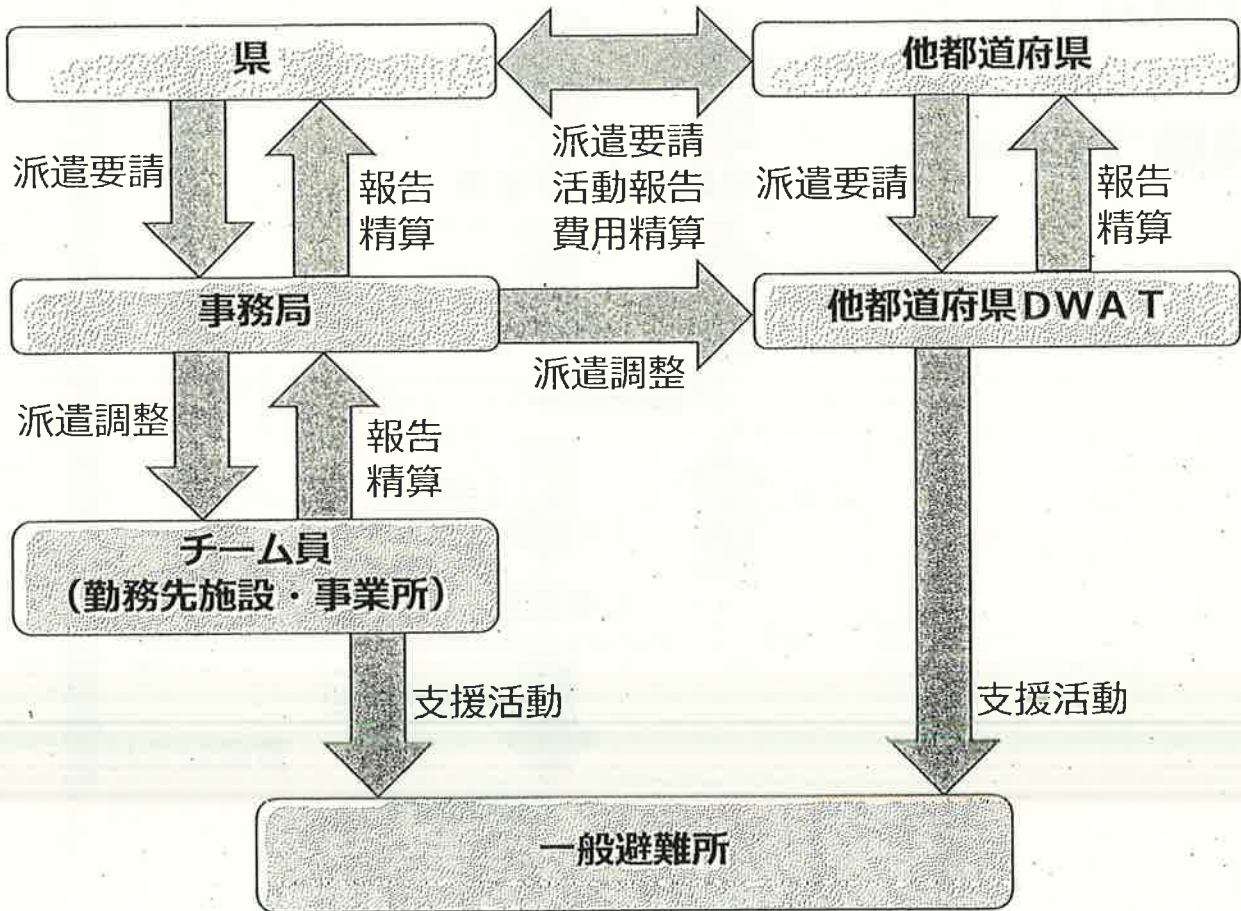 県
他都道府県
派遣要請
報告
精算
派遣要請
活動報告
費用精算
派遣要請
報告
精算
事務局
他都道府県DWAT
派遣調整
派遣調整
報告
精算
チーム員
(勤務先施設・事業所)
支援活動
支援活動
一般避難所